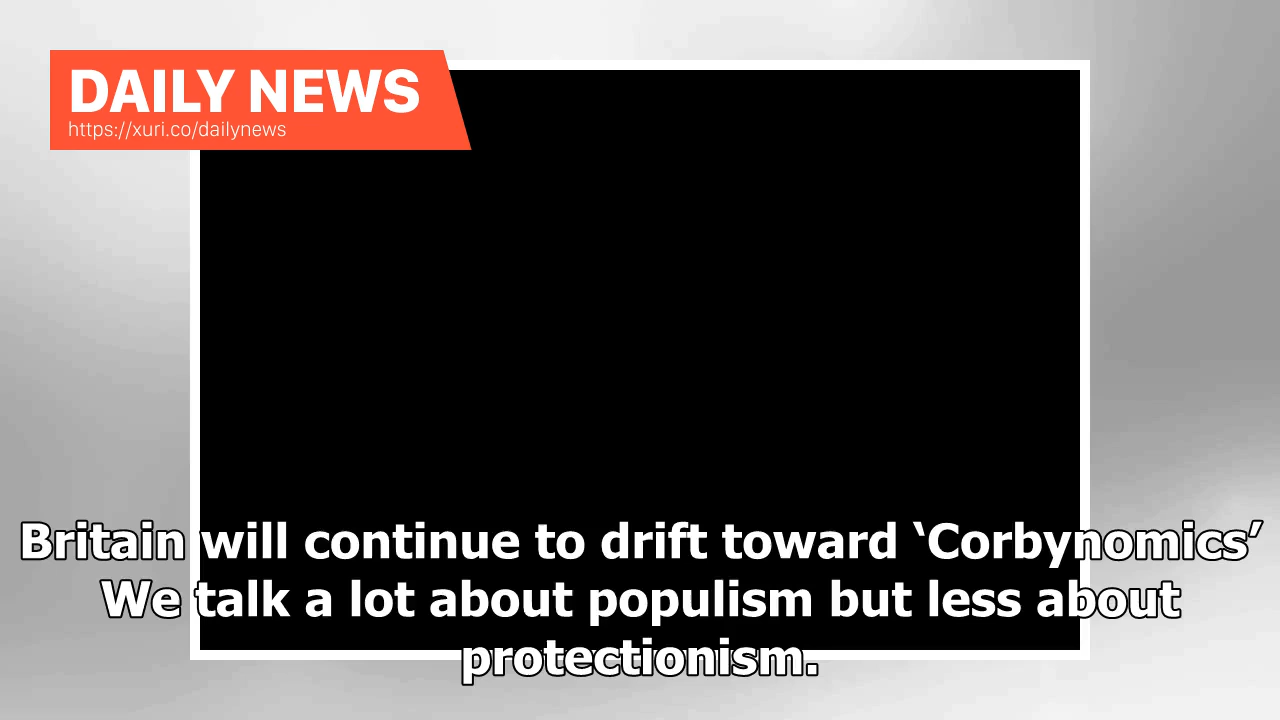 DAILY NEWS
https://xuri.co/dailynews
Britain will continue to drift toward ‘Corbynomics’
We talk a lot about populism but less about
protectionism.